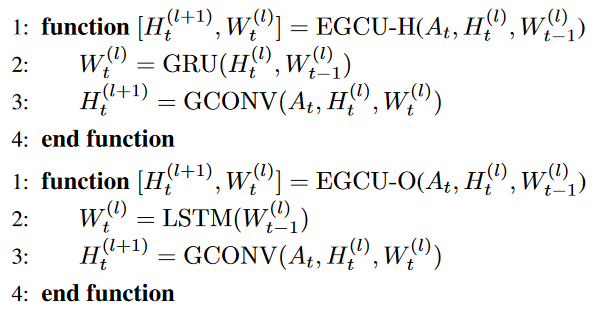 1: function [H_t^{(l+1)}, W_t^{(l)}] = EGCU-H(A_t, H_t^{(l)}, W_{t-1}^{(l)})
2: W_t^{(l)} = GRU(H_t^{(l)}, W_{t-1}^{(l)})
3: H_t^{(l+1)} = GCONV(A_t, H_t^{(l)}, W_t^{(l)})
4: end function
1: function [H_t^{(l+1)}, W_t^{(l)}] = EGCU-O(A_t, H_t^{(l)}, W_{t-1}^{(l)})
2: W_t^{(l)} = LSTM(W_{t-1}^{(l)})
3: H_t^{(l+1)} = GCONV(A_t, H_t^{(l)}, W_t^{(l)})
4: end function